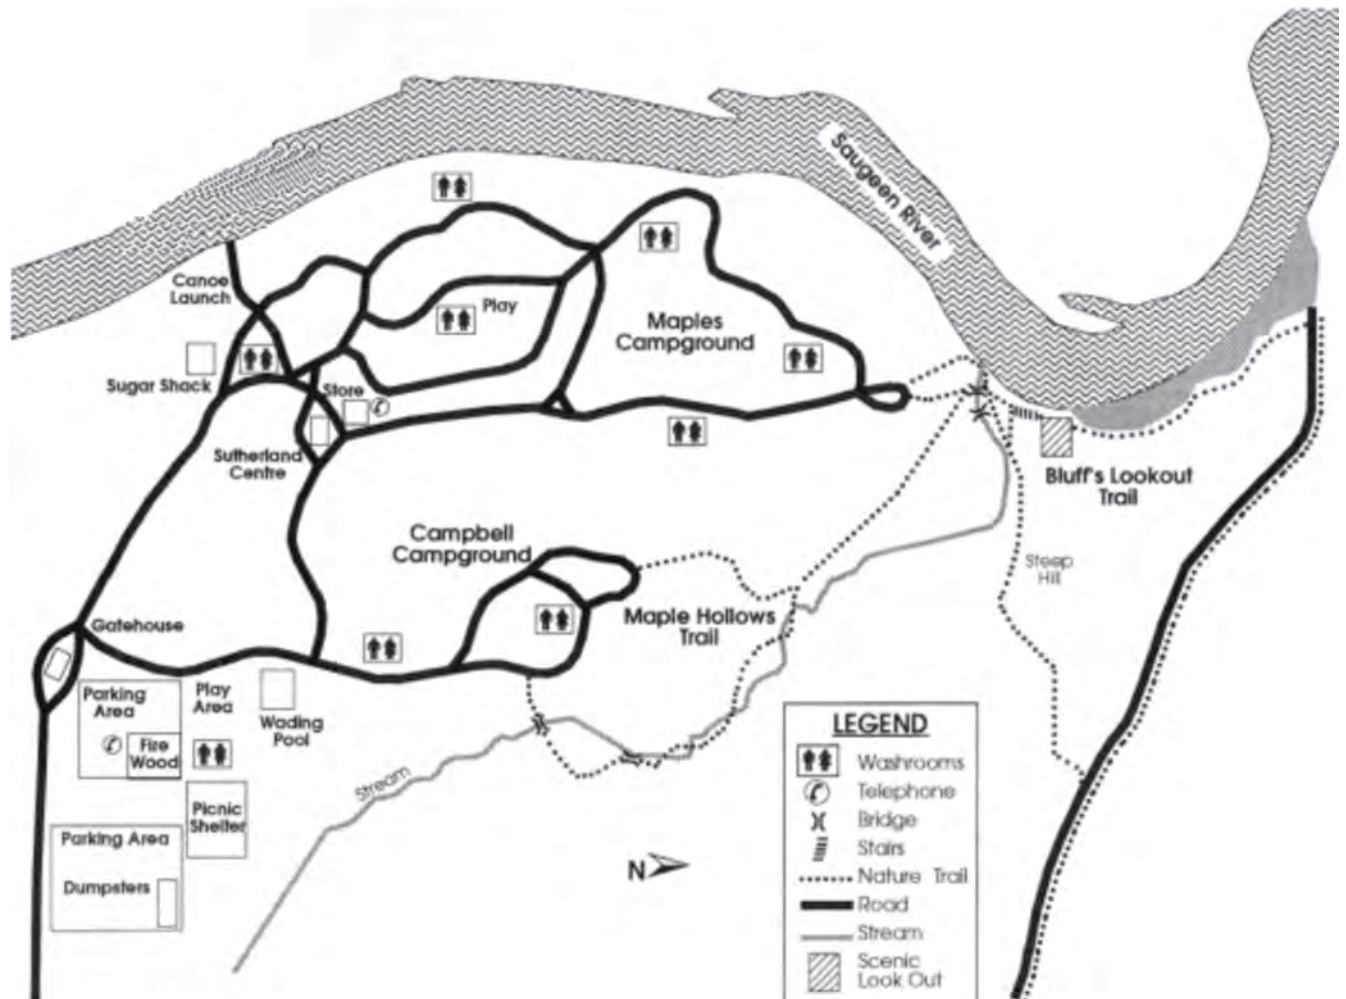 Saugeen River
Canoe
Launch
Play
Maples
Campground
Sugar Shack
Store
Sutherland
Centre
Bluff's Lookout
Trail
Campbell
Campground
Steep
Hill
Gatehouse
Maple Hollows
Trail
Parking
Area
Play
Area
Wading
Pool
Fire
Wood
Stream
Picnic
Shelter
Parking Area
Dumpsters
N
LEGEND
Washrooms
Telephone
Bridge
Stairs
Nature Trail
Road
Stream
Scenic
Look Out